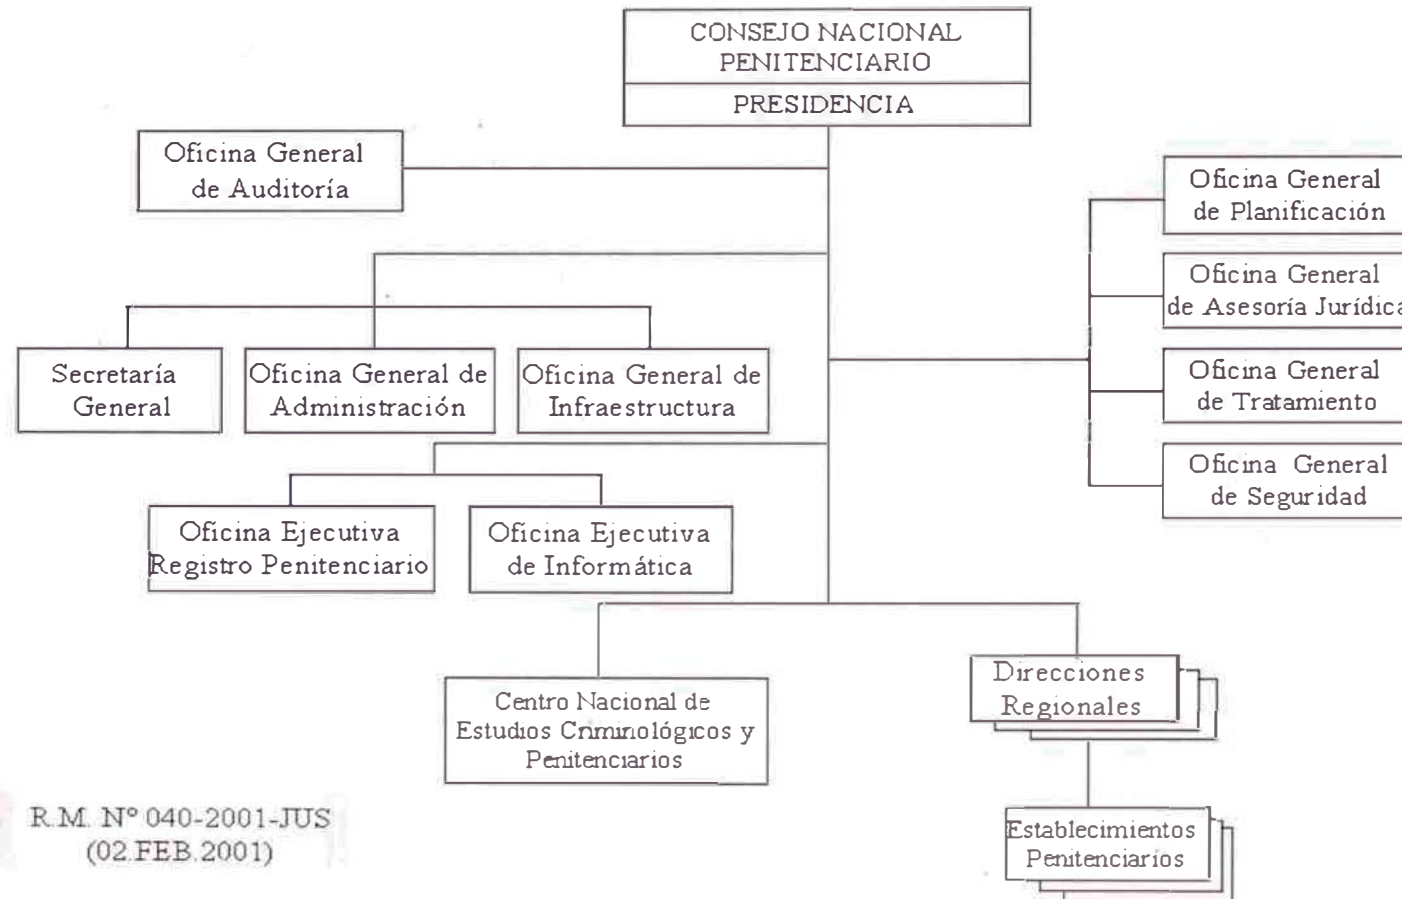 CONSEJO NACIONAL
PENITENCIARIO
PRESIDENCIA
Oficina General
de Auditoría
Oficina General
de Planificación
Oficina General
de Asesoría Jurídica
Oficina General
de Tratamiento
Oficina General
de Seguridad
Secretaría
General
Oficina General de
Administración
Oficina General de
Infraestructura
Oficina Ejecutiva
Registro Penitenciario
Oficina Ejecutiva
de Informática
Centro Nacional de
Estudios Criminológicos y
Penitenciarios
Direcciones
Regionales
Establecimientos
Penitenciarios
R.M. Nº 040-2001-JUS
(02.FEB.2001)